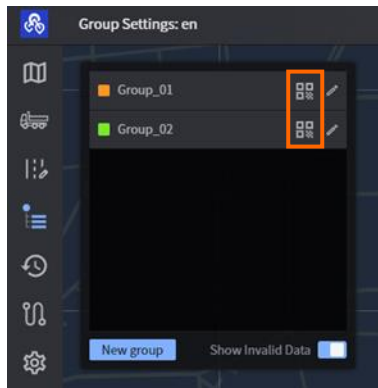 Group Settings: en
Group_01
Group_02
New group
Show Invalid Data